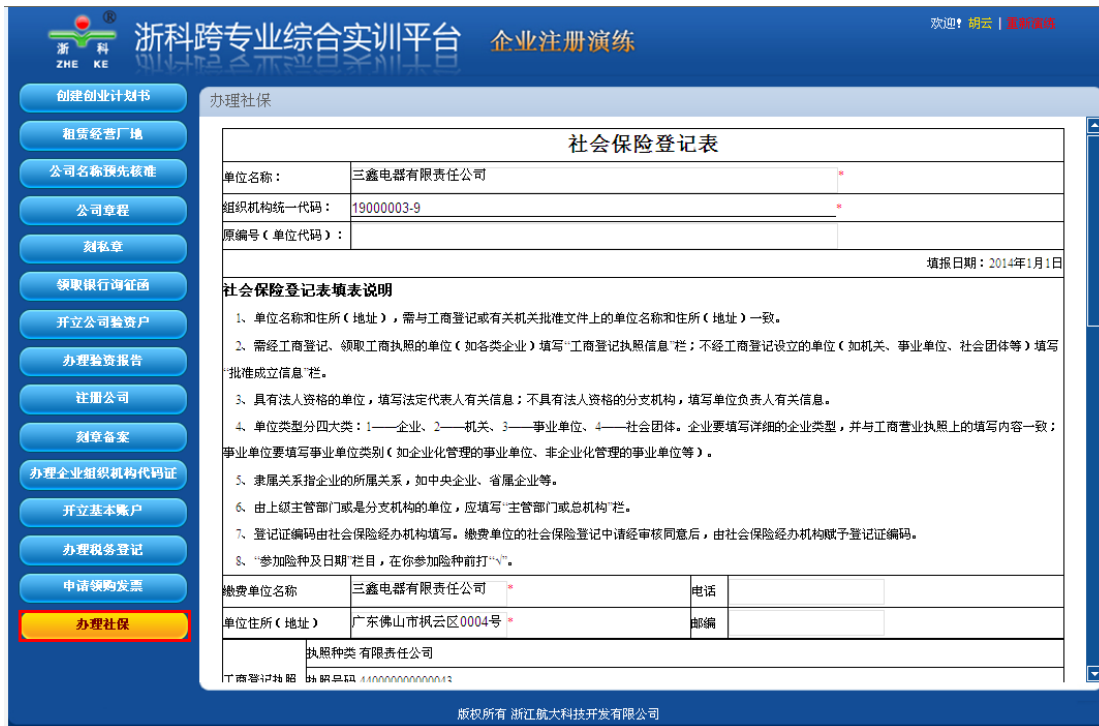 浙科
ZHE KE
®
浙科跨专业综合实训平台
企业注册演练
欢迎! 胡云 | 重新演练
创建创业计划书
租赁经营厂地
公司名称预先核准
公司章程
刻私章
领取银行询征函
开立公司验资户
办理验资报告
注册公司
刻章备案
办理企业组织机构代码证
开立基本账户
办理税务登记
申请领购发票
办理社保
办理社保
社会保险登记表
单位名称： 三鑫电器有限责任公司 *
组织机构统一代码： 19000003-9 *
原编号（单位代码）：
填报日期：2014年1月1日
社会保险登记表填表说明
1、单位名称和住所（地址），需与工商登记或有关机关批准文件上的单位名称和住所（地址）一致。
2、需经工商登记、领取工商执照的单位（如各类企业）填写“工商登记执照信息”栏；不经工商登记设立的单位（如机关、事业单位、社会团体等）填写
“批准成立信息”栏。
3、具有法人资格的单位，填写法定代表人有关信息；不具有法人资格的分支机构，填写单位负责人有关信息。
4、单位类型分四大类：1——企业、2——机关、3——事业单位、4——社会团体。企业要填写详细的企业类型，并与工商营业执照上的填写内容一致；
事业单位要填写事业单位类别（如企业化管理的事业单位、非企业化管理的事业单位等）。
5、隶属关系指企业的所属关系，如中央企业、省属企业等。
6、由上级主管部门或是分支机构的单位，应填写“主管部门或总机构”栏。
7、登记证编码由社会保险经办机构填写。缴费单位的社会保险登记中请经审核同意后，由社会保险经办机构赋予登记证编码。
8、“参加险种及日期”栏目，在你参加险种前打“√”。
缴费单位名称 三鑫电器有限责任公司 * 电话
单位住所（地址） 广东佛山市枫云区0004号 * 邮编
执照种类 有限责任公司
工商登记执照 执照号码 440000000000043
版权所有 浙江航大科技开发有限公司